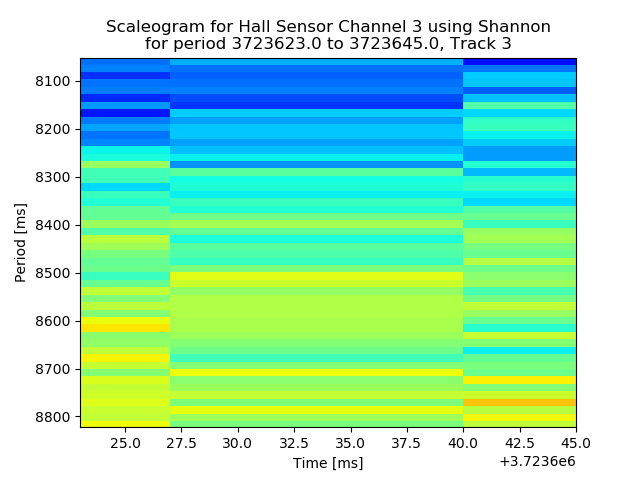 Scaleogram for Hall Sensor Channel 3 using Shannon
for period 3723623.0 to 3723645.0, Track 3
8100
8200
8300
8400
8500
8600
8700
8800
Period [ms]
25.0 27.5 30.0 32.5 35.0 37.5 40.0 42.5 45.0
Time [ms]
+3.7236e6